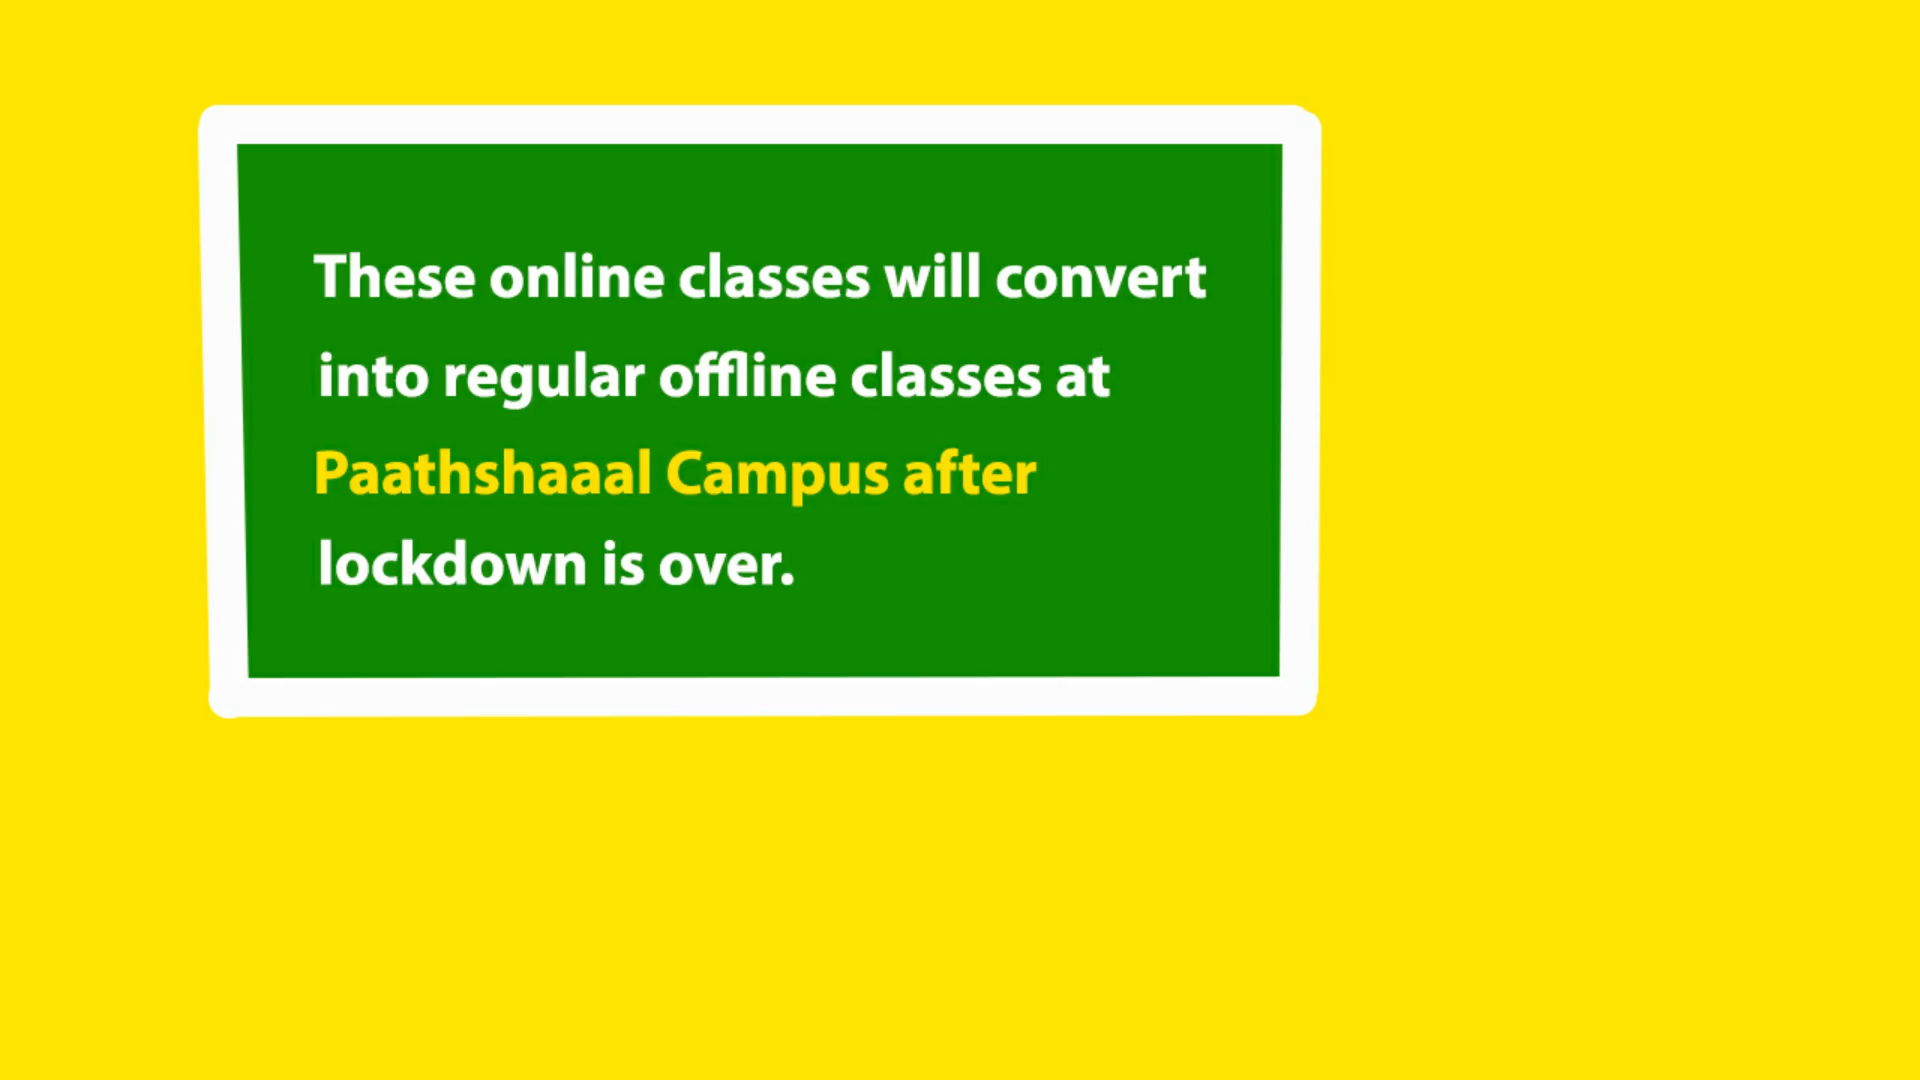 These online classes will convert
into regular offline classes at
Paathshaaal Campus after
lockdown is over.